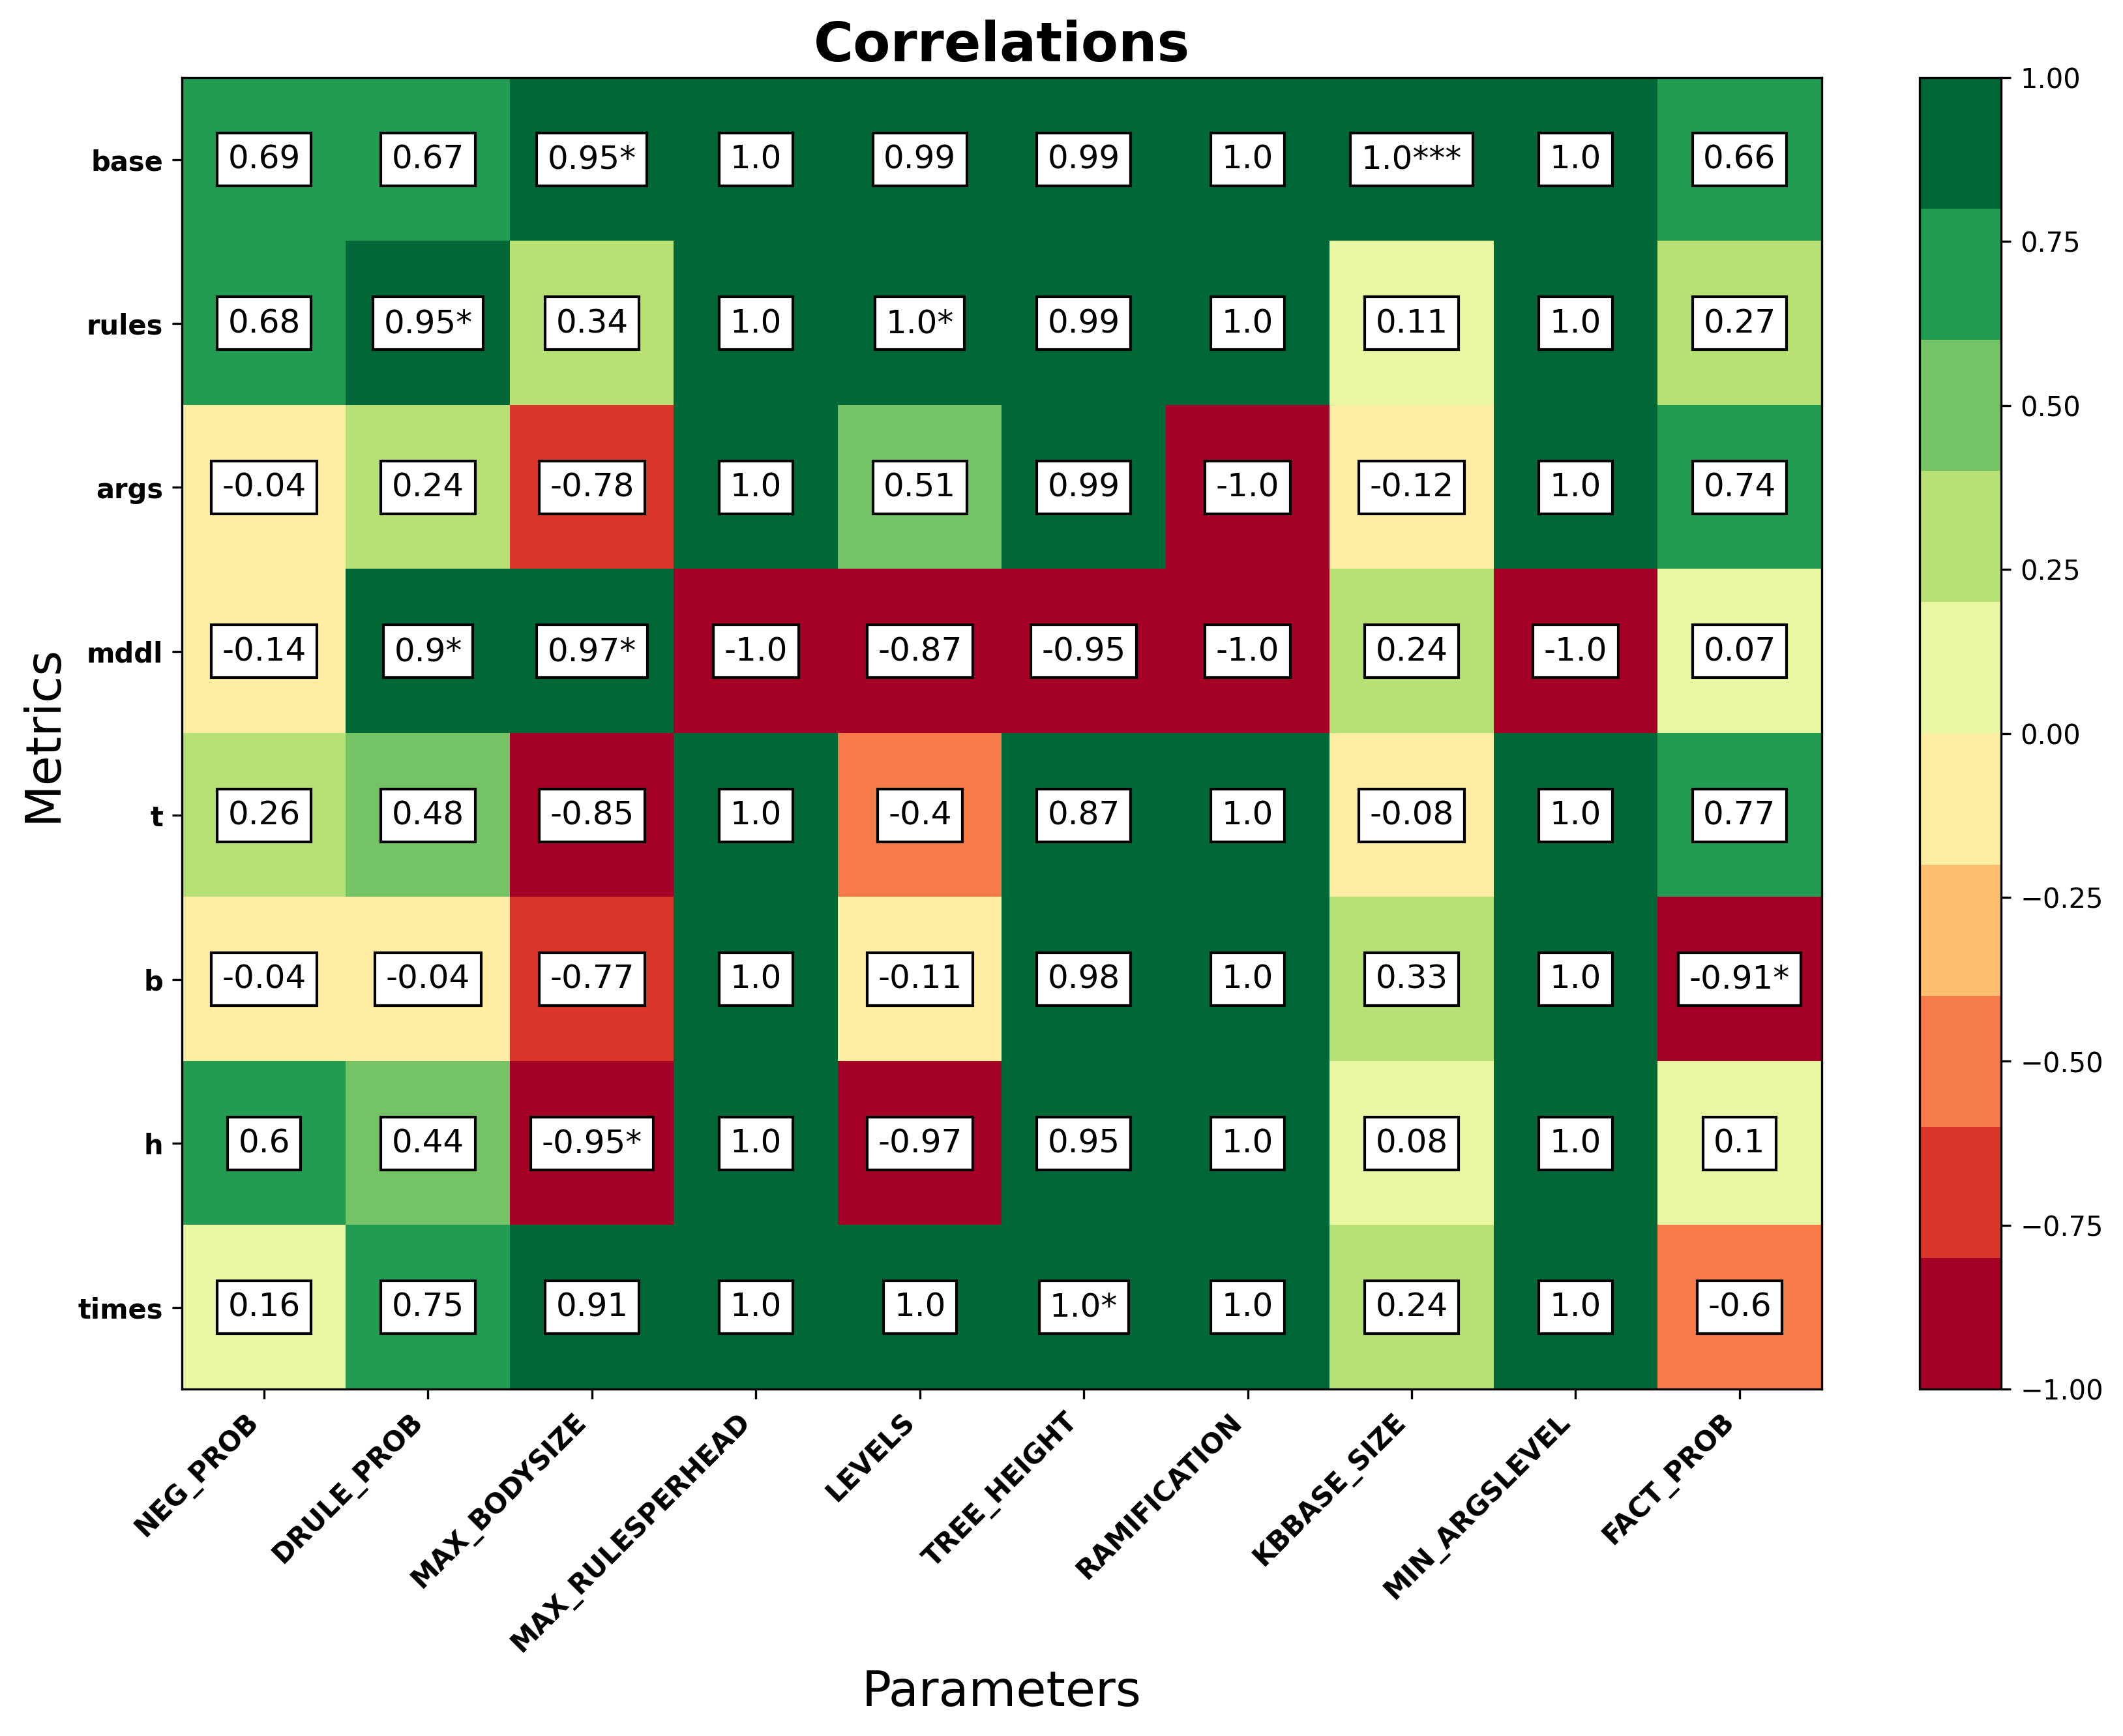 Correlations
Metrics
base 0.69 0.67 0.95* 1.0 0.99 0.99 1.0 1.0*** 1.0 0.66
rules 0.68 0.95* 0.34 1.0 1.0* 0.99 1.0 0.11 1.0 0.27
args -0.04 0.24 -0.78 1.0 0.51 0.99 -1.0 -0.12 1.0 0.74
mddl -0.14 0.9* 0.97* -1.0 -0.87 -0.95 -1.0 0.24 -1.0 0.07
t 0.26 0.48 -0.85 1.0 -0.4 0.87 1.0 -0.08 1.0 0.77
b -0.04 -0.04 -0.77 1.0 -0.11 0.98 1.0 0.33 1.0 -0.91*
h 0.6 0.44 -0.95* 1.0 -0.97 0.95 1.0 0.08 1.0 0.1
times 0.16 0.75 0.91 1.0 1.0 1.0* 1.0 0.24 1.0 -0.6
NEG_PROB
DRULE_PROB
MAX_BODYSIZE
MAX_RULESPERHEAD
LEVELS
TREE_HEIGHT
RAMIFICATION
KBBASE_SIZE
MIN_ARGSLEVEL
FACT_PROB
Parameters
1.00
0.75
0.50
0.25
0.00
−0.25
−0.50
−0.75
−1.00